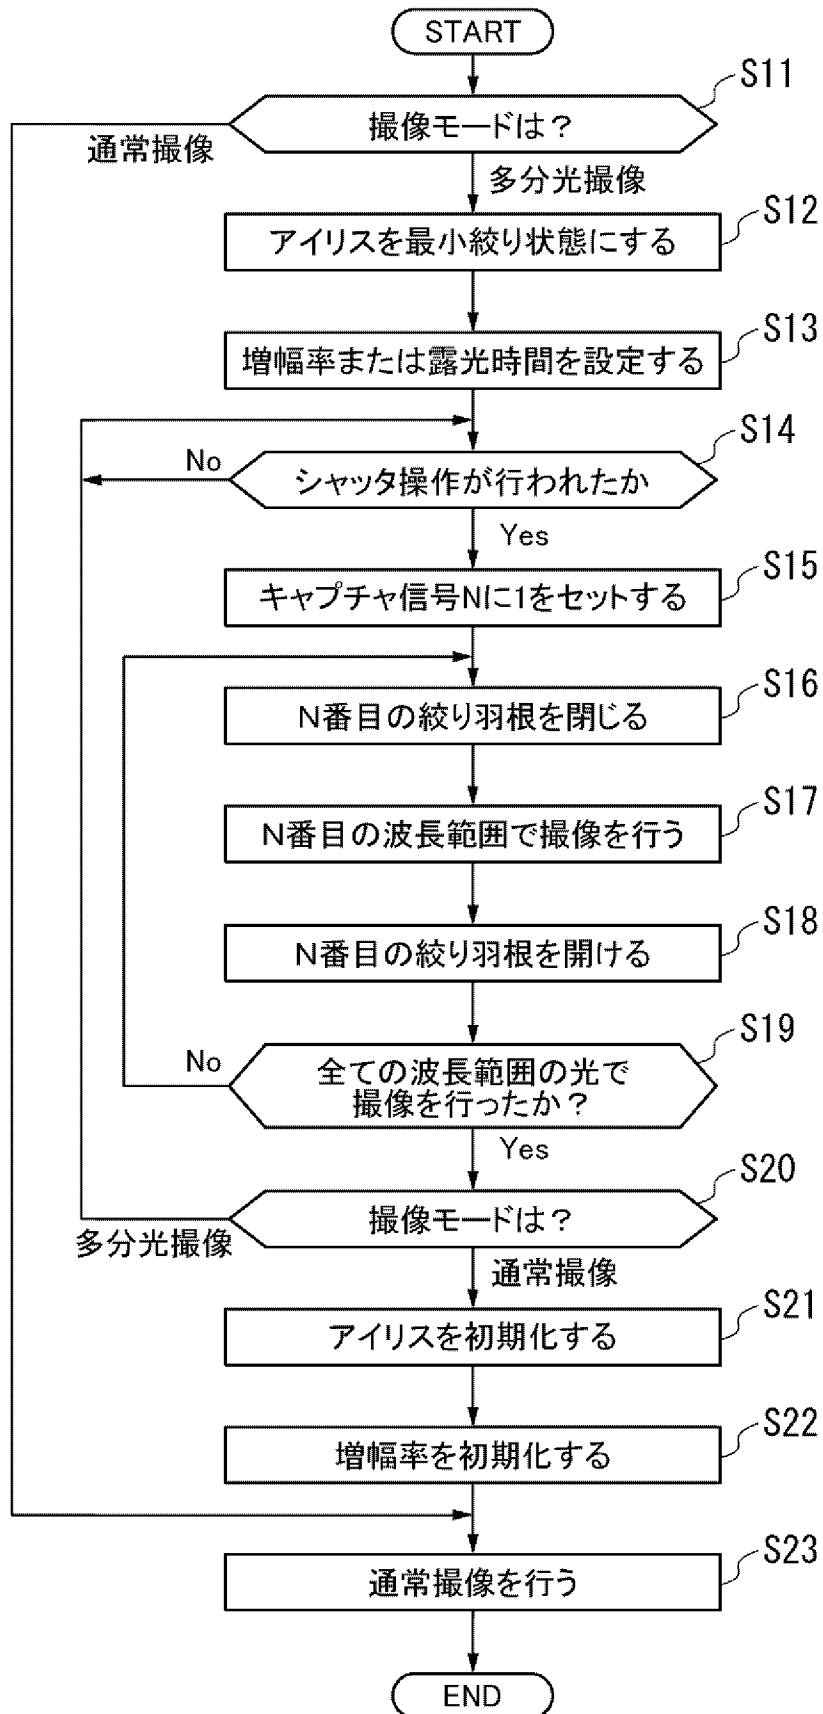 START
S11
撮像モードは？
通常撮像
多分光撮像
S12
アイリスを最小絞り状態にする
S13
増幅率または露光時間を設定する
S14
No
シャッタ操作が行われたか
Yes
S15
キャプチャ信号Nに1をセットする
S16
N番目の絞り羽根を閉じる
S17
N番目の波長範囲で撮像を行う
S18
N番目の絞り羽根を開ける
S19
No
全ての波長範囲の光で
撮像を行ったか？
Yes
S20
撮像モードは？
多分光撮像
通常撮像
S21
アイリスを初期化する
S22
増幅率を初期化する
S23
通常撮像を行う
END